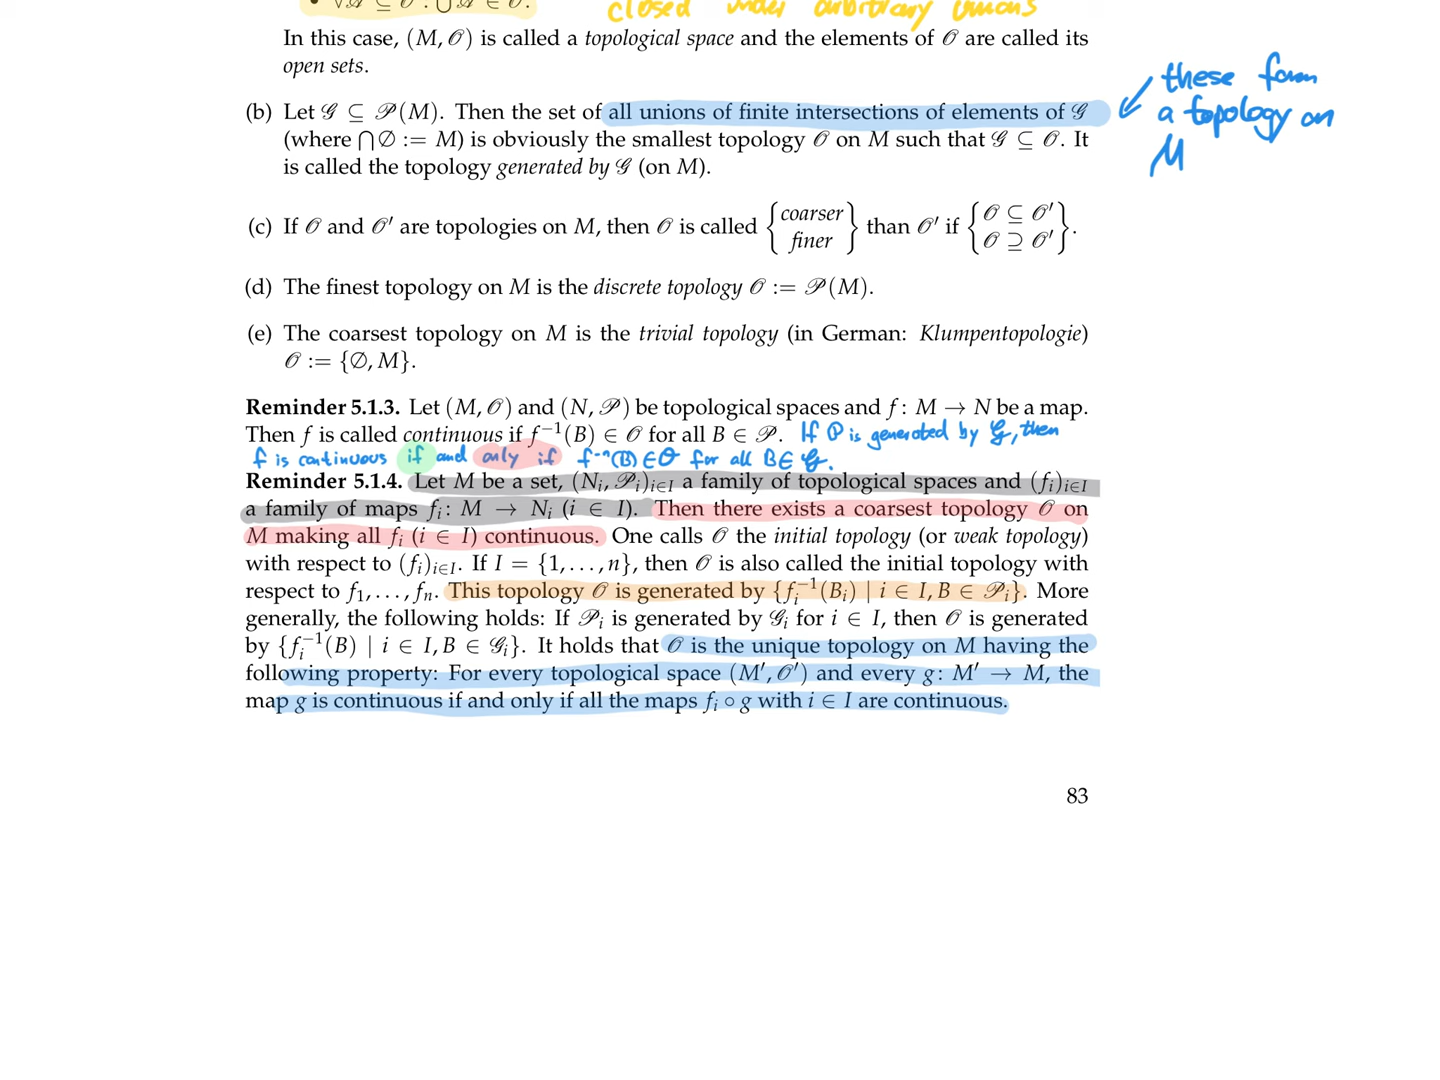 • ∀𝒜 ⊆ 𝒪 : ⋃𝒜 ∈ 𝒪. closed under arbitrary unions
In this case, (M, 𝒪) is called a topological space and the elements of 𝒪 are called its
open sets.
(b) Let 𝒢 ⊆ 𝒫(M). Then the set of all unions of finite intersections of elements of 𝒢
(where ⋂∅ := M) is obviously the smallest topology 𝒪 on M such that 𝒢 ⊆ 𝒪. It
is called the topology generated by 𝒢 (on M).
these form
a topology on
M
(c) If 𝒪 and 𝒪′ are topologies on M, then 𝒪 is called {coarser / finer} than 𝒪′ if {𝒪 ⊆ 𝒪′ / 𝒪 ⊇ 𝒪′}.
(d) The finest topology on M is the discrete topology 𝒪 := 𝒫(M).
(e) The coarsest topology on M is the trivial topology (in German: Klumpentopologie)
𝒪 := {∅, M}.
Reminder 5.1.3. Let (M, 𝒪) and (N, 𝒫) be topological spaces and f : M → N be a map.
Then f is called continuous if f⁻¹(B) ∈ 𝒪 for all B ∈ 𝒫. If 𝒫 is generated by 𝒢, then
f is continuous if and only if f⁻¹(B) ∈ 𝒪 for all B ∈ 𝒢.
Reminder 5.1.4. Let M be a set, (Nᵢ, 𝒫ᵢ)ᵢ∈I a family of topological spaces and (fᵢ)ᵢ∈I
a family of maps fᵢ : M → Nᵢ (i ∈ I). Then there exists a coarsest topology 𝒪 on
M making all fᵢ (i ∈ I) continuous. One calls 𝒪 the initial topology (or weak topology)
with respect to (fᵢ)ᵢ∈I. If I = {1, . . . , n}, then 𝒪 is also called the initial topology with
respect to f₁, . . . , fₙ. This topology 𝒪 is generated by {fᵢ⁻¹(Bᵢ) | i ∈ I, B ∈ 𝒫ᵢ}. More
generally, the following holds: If 𝒫ᵢ is generated by 𝒢ᵢ for i ∈ I, then 𝒪 is generated
by {fᵢ⁻¹(B) | i ∈ I, B ∈ 𝒢ᵢ}. It holds that 𝒪 is the unique topology on M having the
following property: For every topological space (M′, 𝒪′) and every g : M′ → M, the
map g is continuous if and only if all the maps fᵢ ∘ g with i ∈ I are continuous.
83